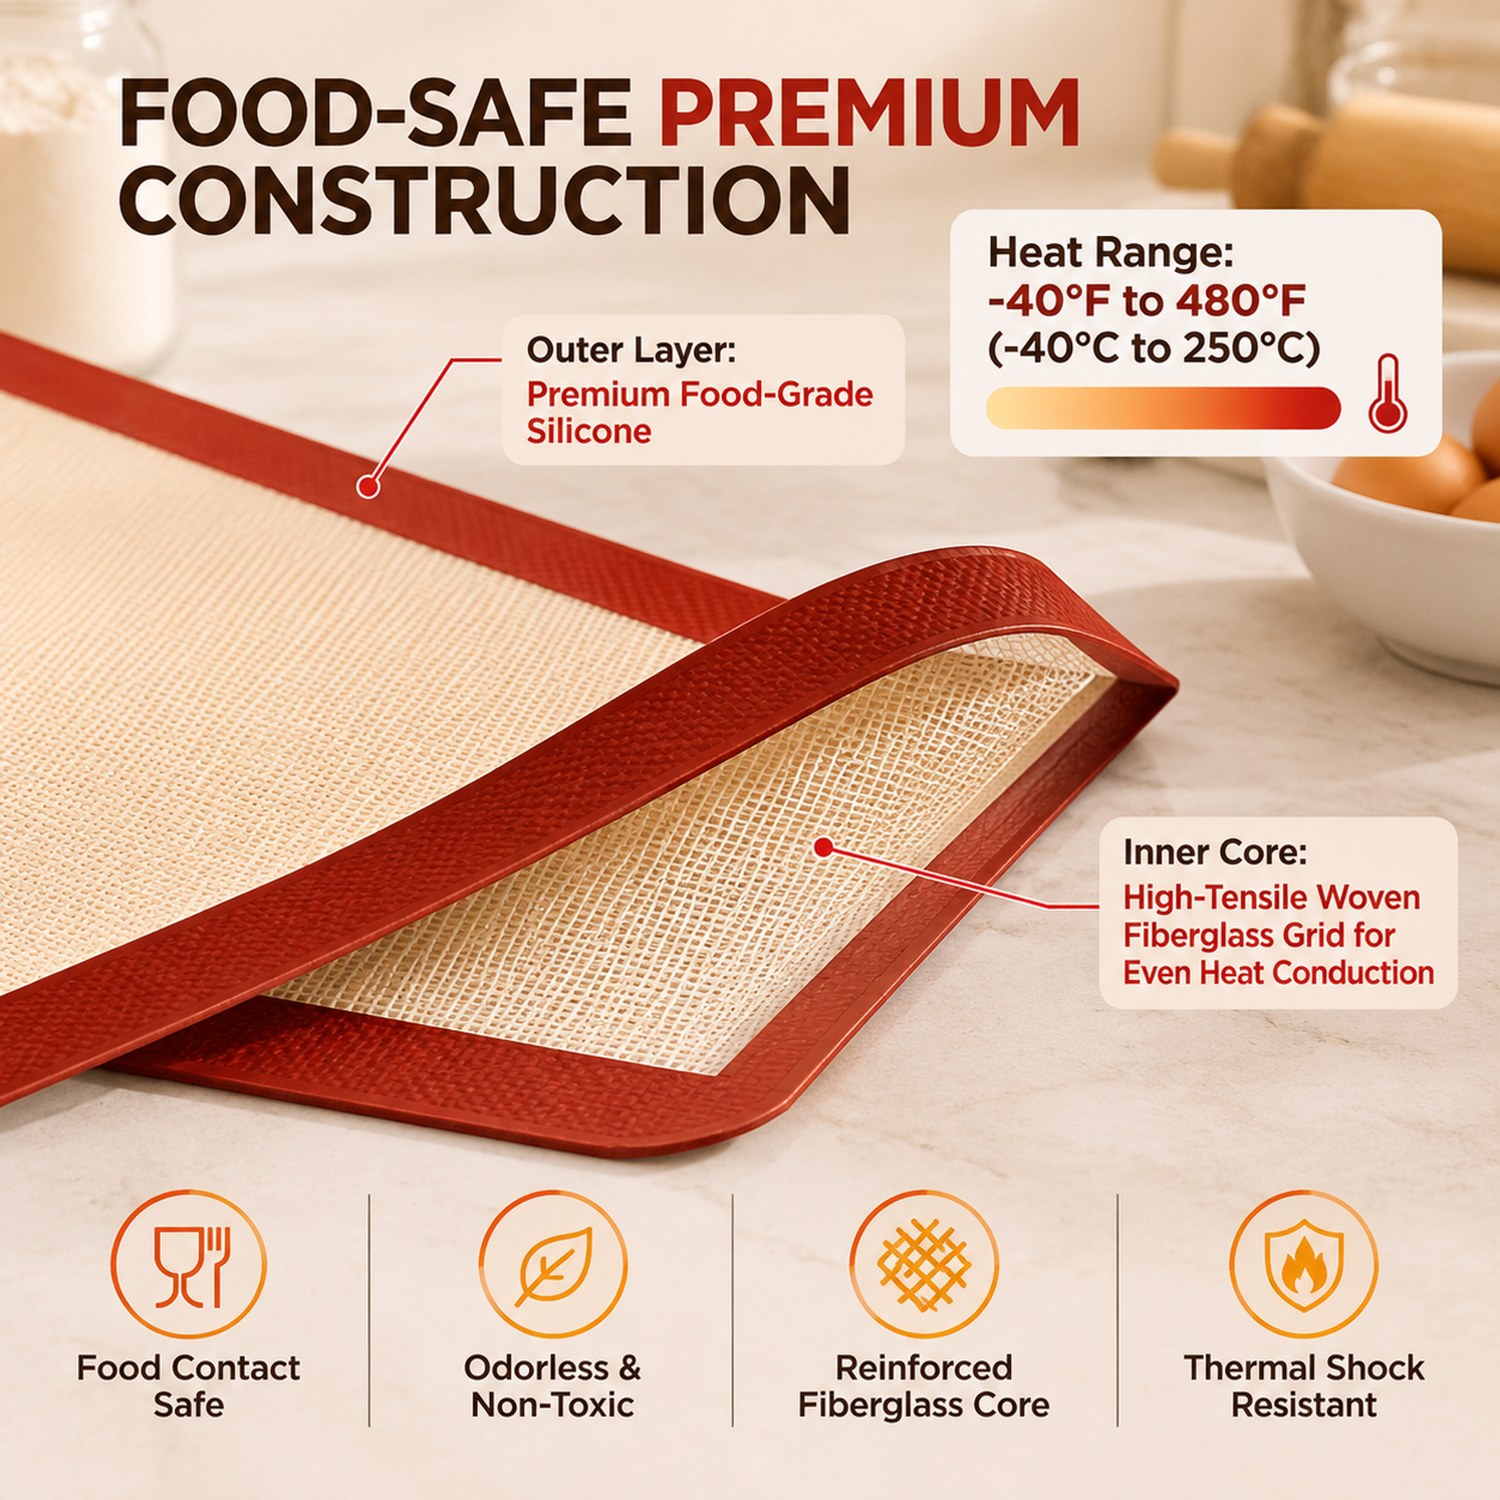 FOOD-SAFE PREMIUM
CONSTRUCTION
Heat Range:
-40°F to 480°F
(-40°C to 250°C)
Outer Layer:
Premium Food-Grade
Silicone
Inner Core:
High-Tensile Woven
Fiberglass Grid for
Even Heat Conduction
Food Contact
Safe
Odorless &
Non-Toxic
Reinforced
Fiberglass Core
Thermal Shock
Resistant